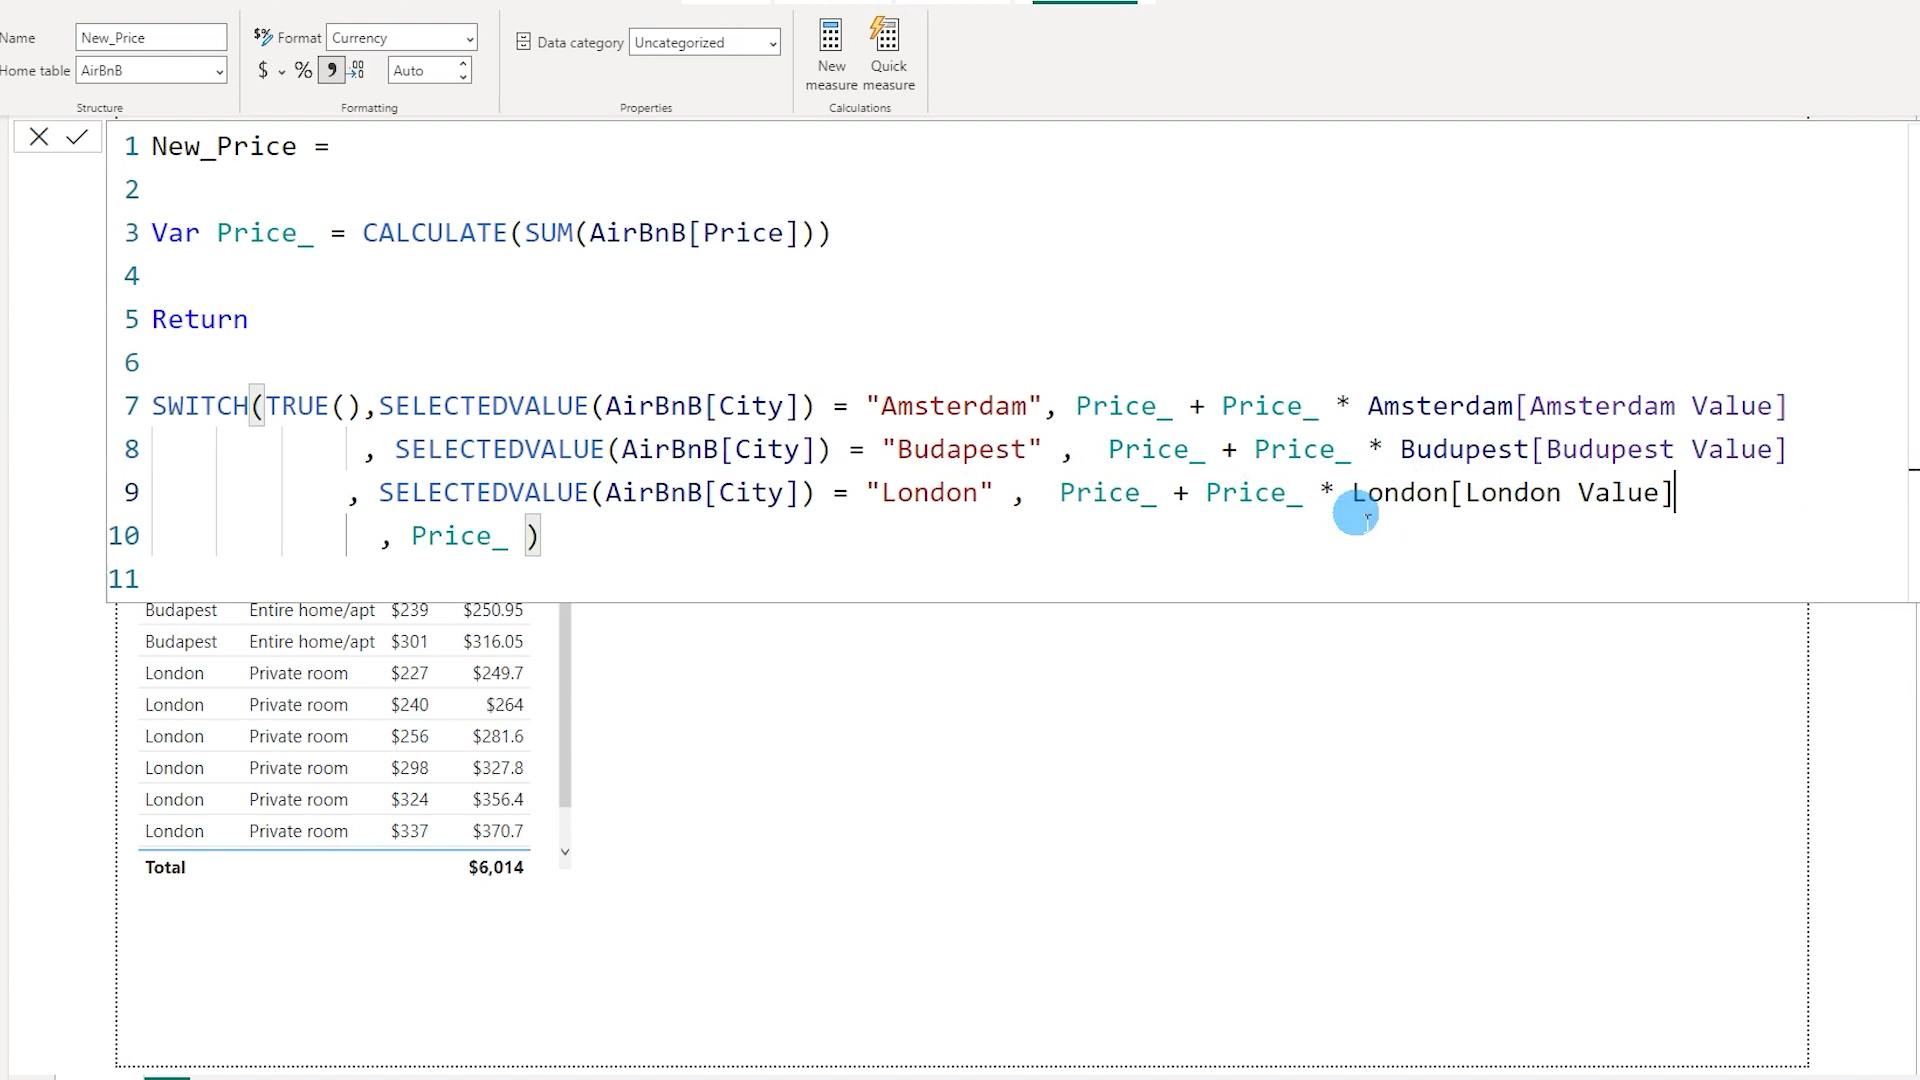 Name New_Price Format Currency Data category Uncategorized New measure Quick measure
Home table AirBnB $ % Auto
Structure Formatting Properties Calculations
1 New_Price =
2
3 Var Price_ = CALCULATE(SUM(AirBnB[Price]))
4
5 Return
6
7 SWITCH(TRUE(),SELECTEDVALUE(AirBnB[City]) = "Amsterdam", Price_ + Price_ * Amsterdam[Amsterdam Value]
8 , SELECTEDVALUE(AirBnB[City]) = "Budapest" , Price_ + Price_ * Budupest[Budupest Value]
9 , SELECTEDVALUE(AirBnB[City]) = "London" , Price_ + Price_ * London[London Value]
10 , Price_ )
11
Budapest Entire home/apt $239 $250.95
Budapest Entire home/apt $301 $316.05
London Private room $227 $249.7
London Private room $240 $264
London Private room $256 $281.6
London Private room $298 $327.8
London Private room $324 $356.4
London Private room $337 $370.7
Total $6,014